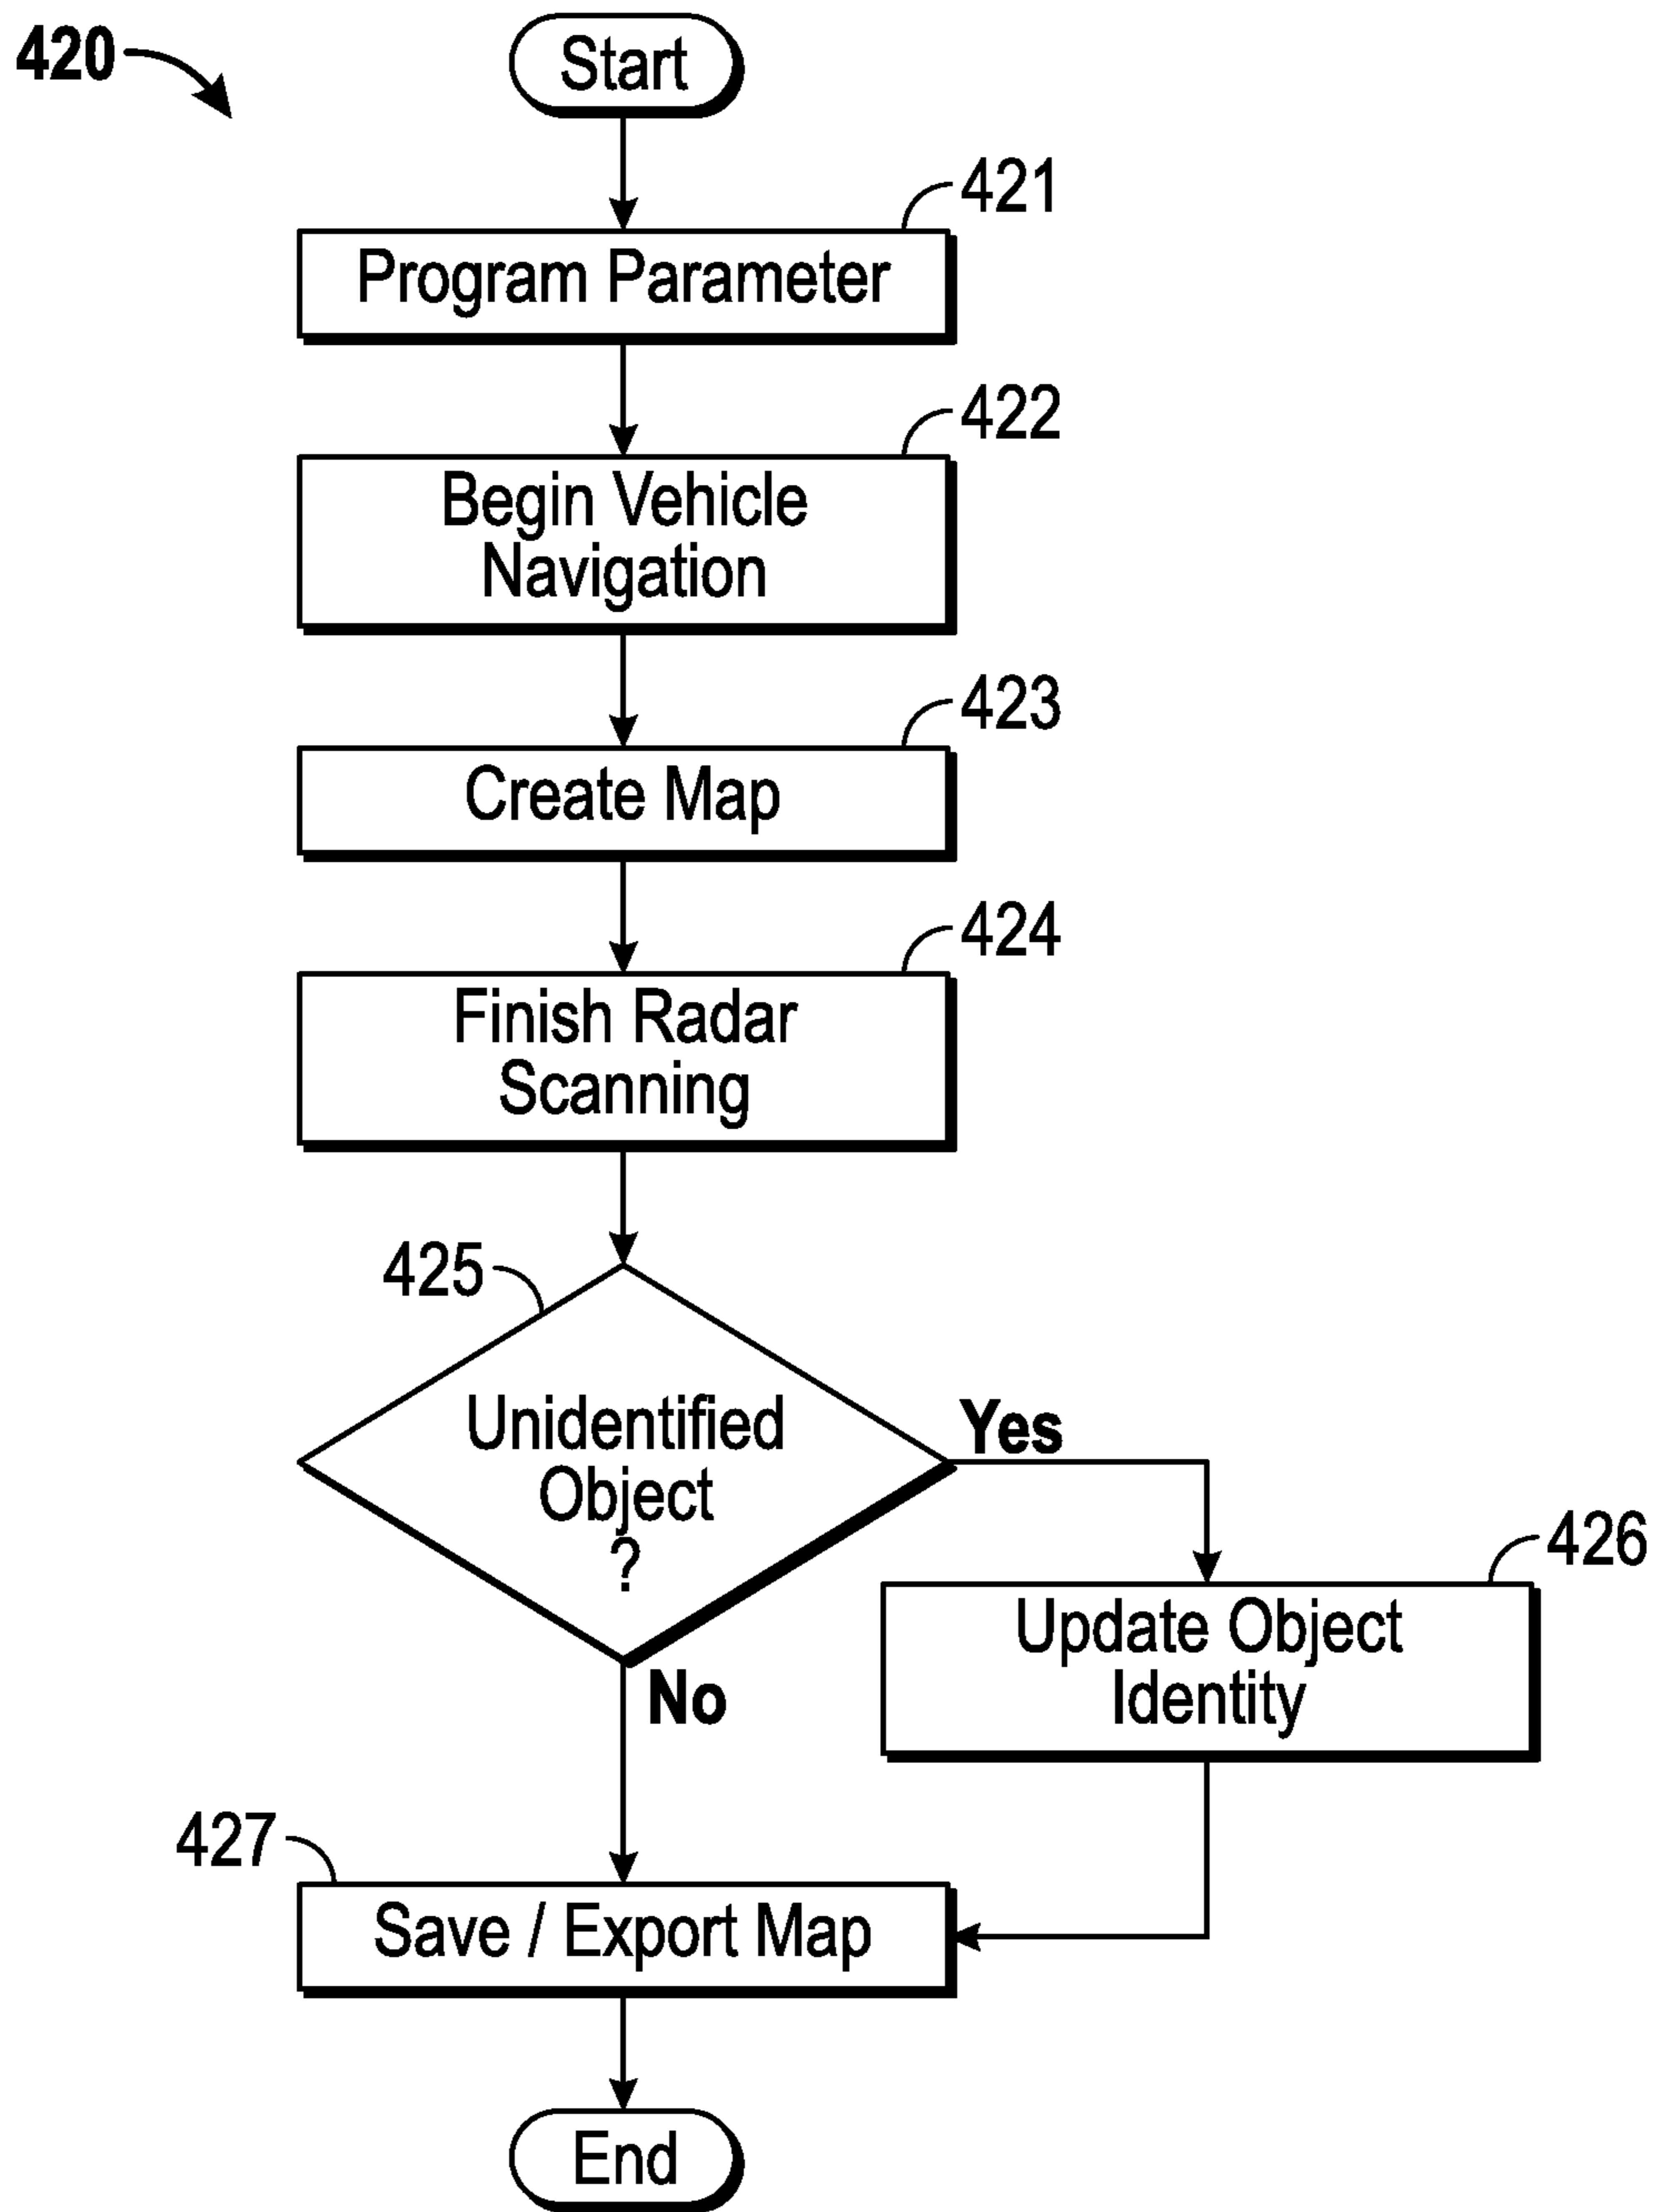 420
Start
421
Program Parameter
422
Begin Vehicle
Navigation
423
Create Map
424
Finish Radar
Scanning
425
Unidentified
Object
?
Yes
426
Update Object
Identity
No
427
Save / Export Map
End